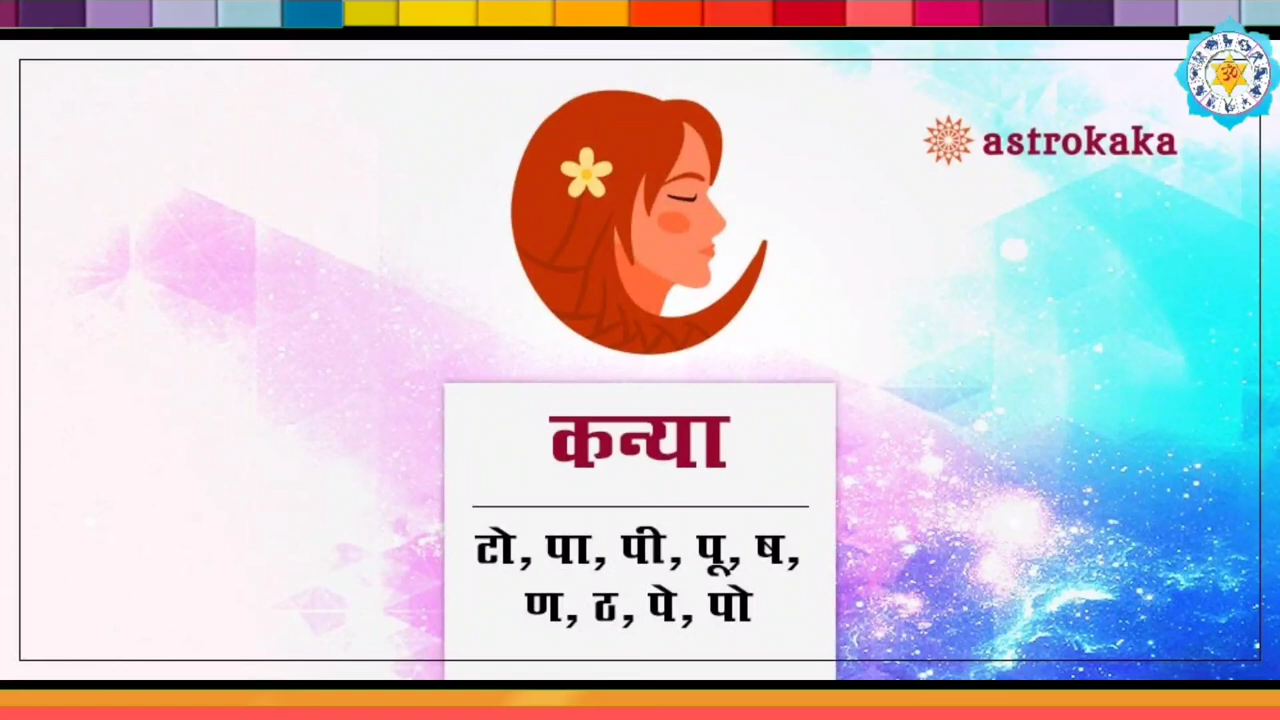 ॐ
astrokaka
कन्या
टो, पा, पी, पू, ष,
ण, ठ, पे, पो